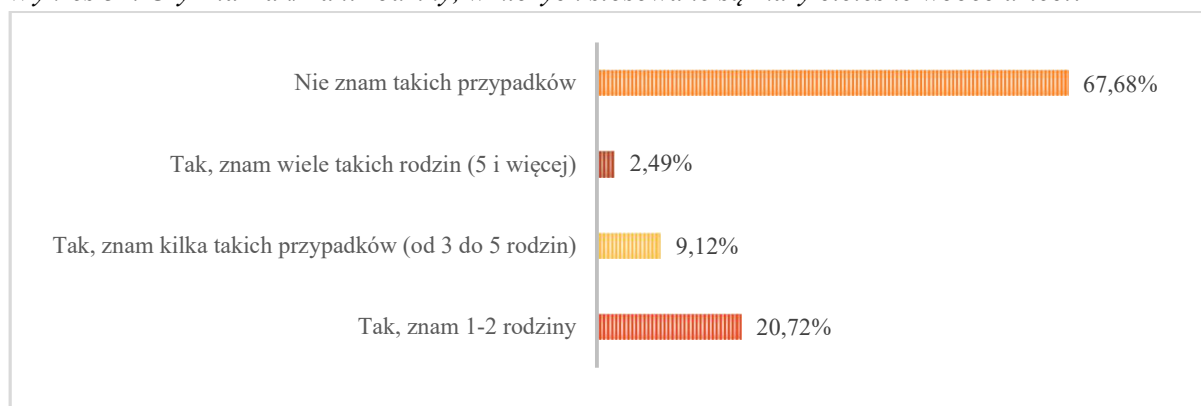 Nie znam takich przypadków
67,68%
Tak, znam wiele takich rodzin (5 i więcej)
2,49%
Tak, znam kilka takich przypadków (od 3 do 5 rodzin)
9,12%
Tak, znam 1-2 rodziny
20,72%